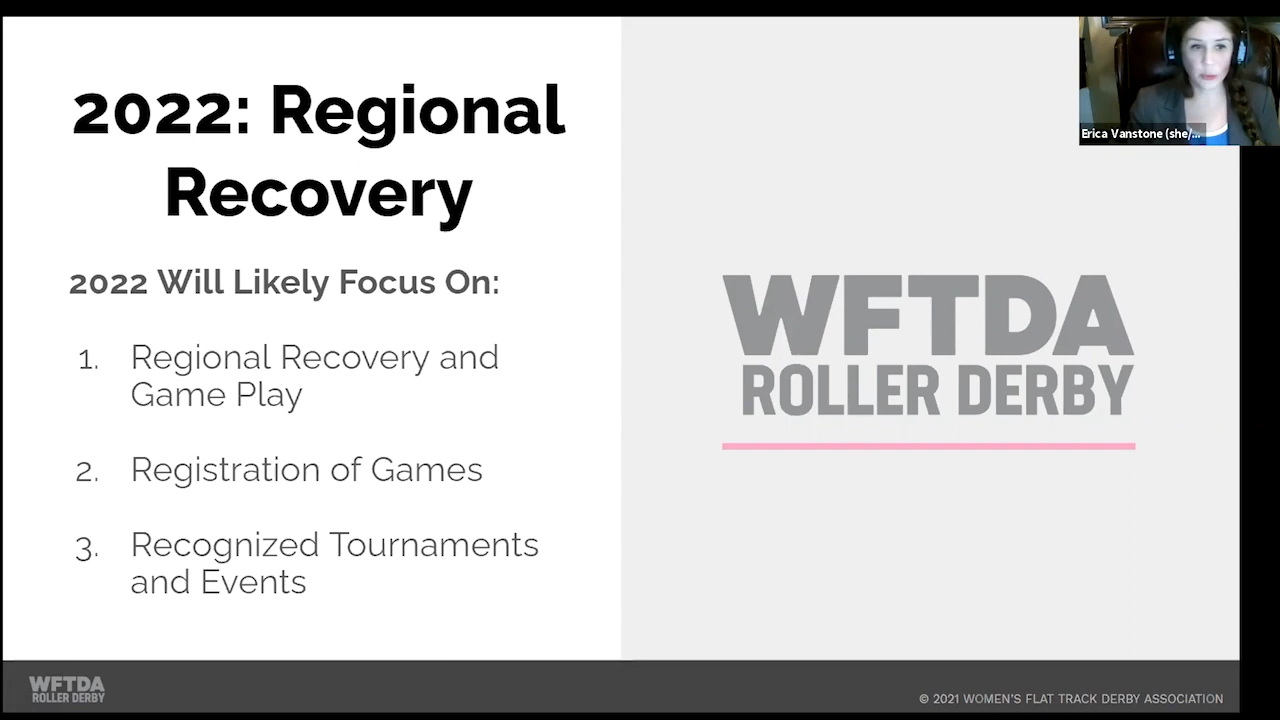 2022: Regional
Recovery
2022 Will Likely Focus On:
1. Regional Recovery and
Game Play
2. Registration of Games
3. Recognized Tournaments
and Events
WFTDA
ROLLER DERBY
Erica Vanstone (she/...
WFTDA
ROLLER DERBY
© 2021 WOMEN'S FLAT TRACK DERBY ASSOCIATION